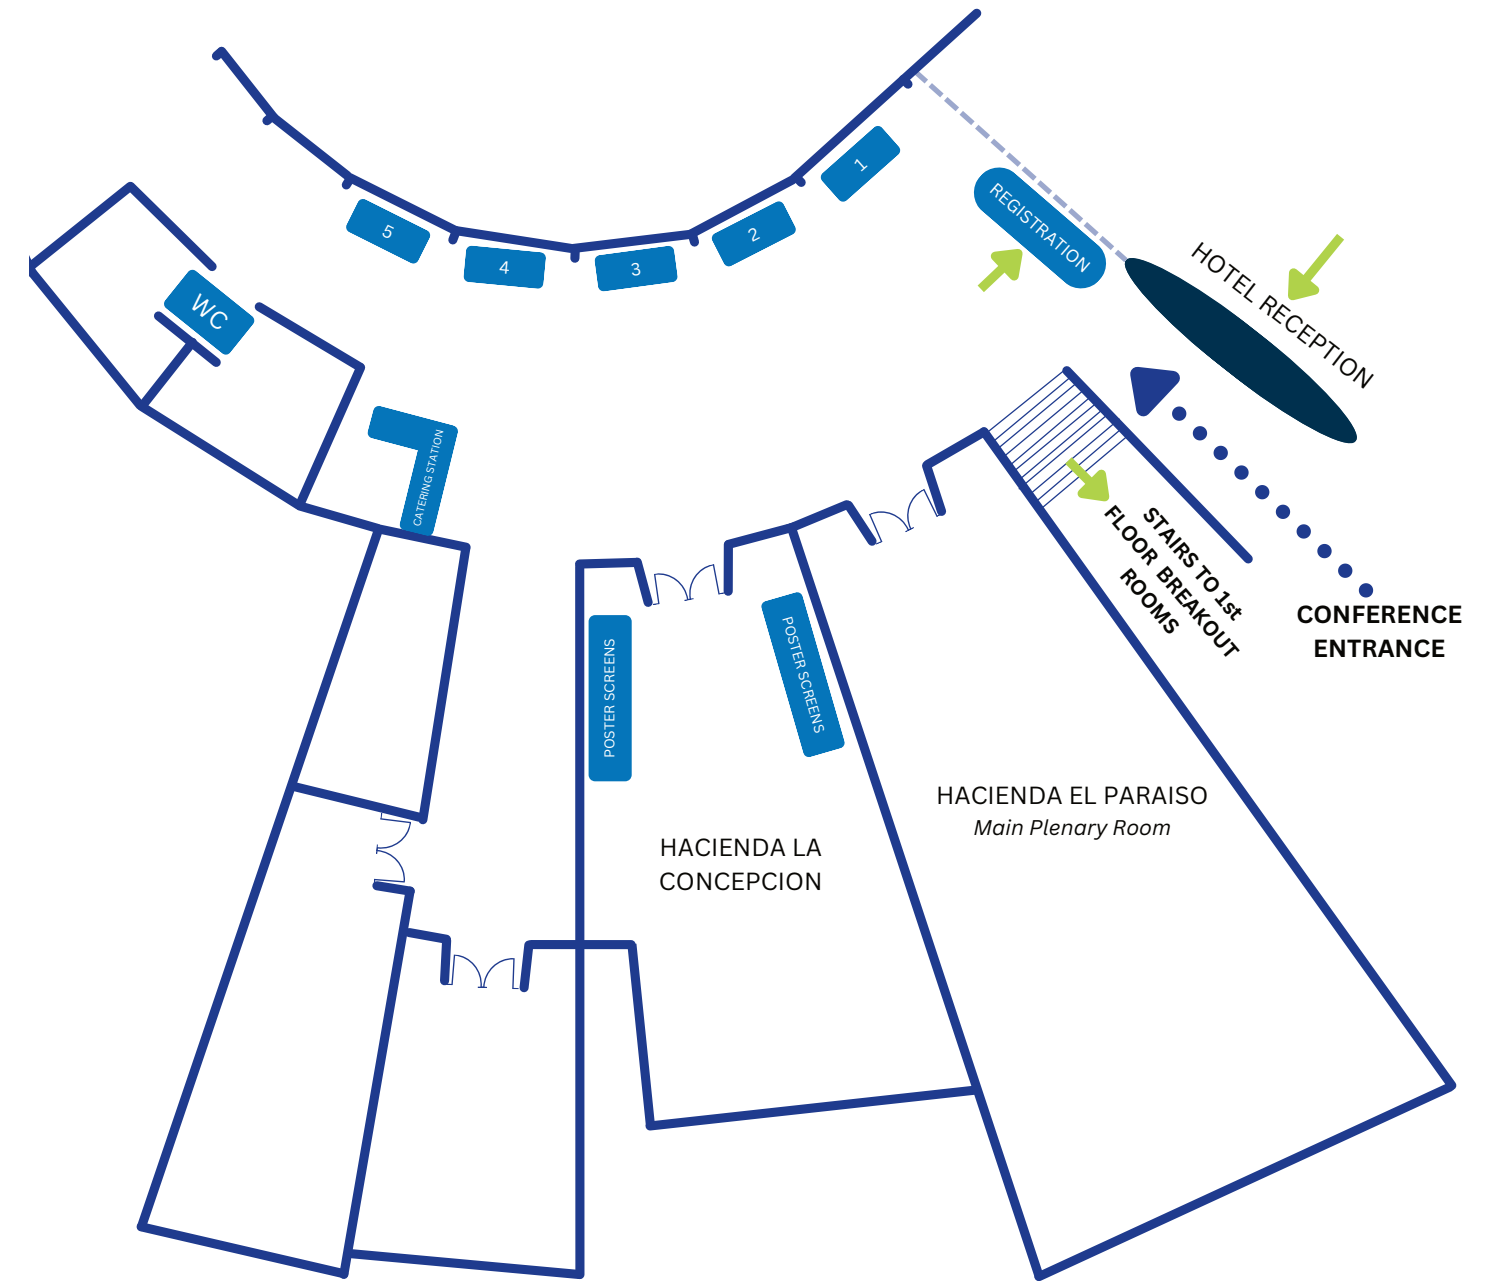 1
2
3
4
5
REGISTRATION
HOTEL RECEPTION
WC
CATERING STATION
STAIRS TO 1st
FLOOR BREAKOUT
ROOMS
CONFERENCE
ENTRANCE
POSTER SCREENS
POSTER SCREENS
HACIENDA EL PARAISO
Main Plenary Room
HACIENDA LA
CONCEPCION